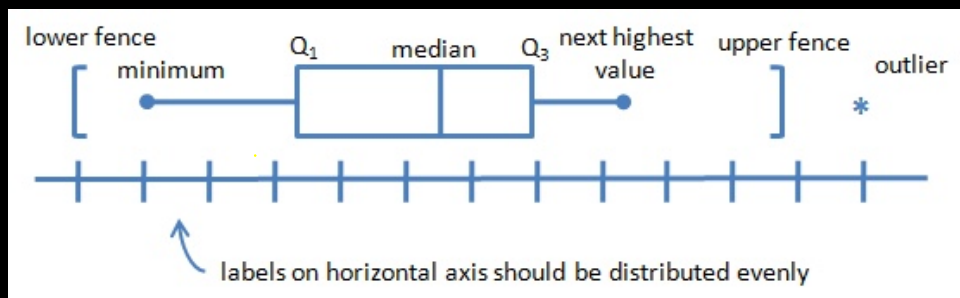 lower fence
minimum
Q1
median
Q3
next highest
value
upper fence
outlier
*
labels on horizontal axis should be distributed evenly